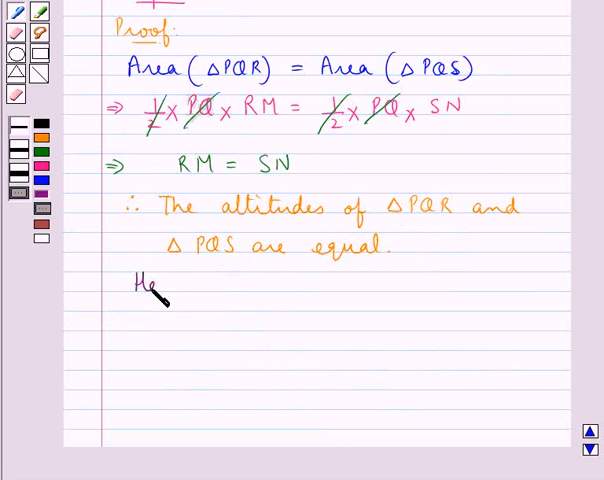 Proof:
Area (△PQR) = Area (△PQS)
⇒ 1/2 × PQ × RM = 1/2 × PQ × SN
⇒ RM = SN
∴ The altitudes of △PQR and
△ PQS are equal.
He